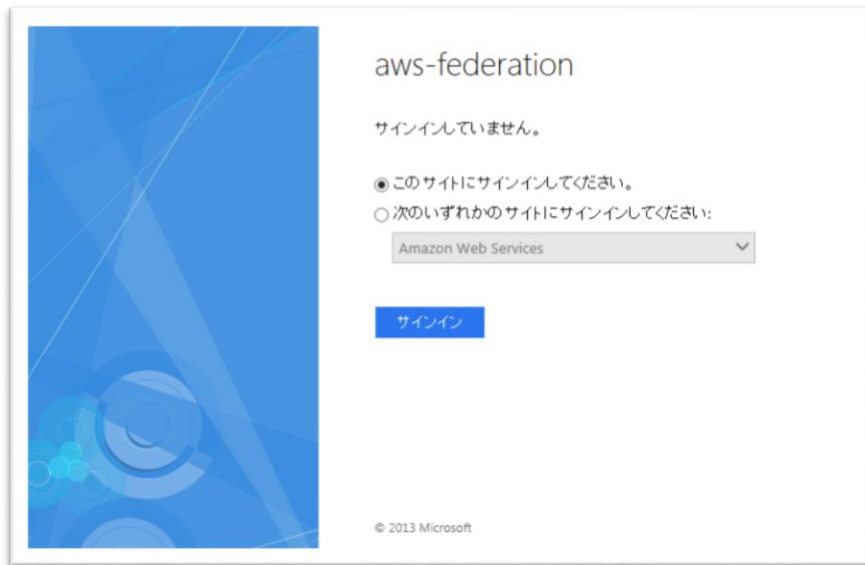 aws-federation
サインインしていません。
このサイトにサインインしてください。
次のいずれかのサイトにサインインしてください:
Amazon Web Services
サインイン
© 2013 Microsoft